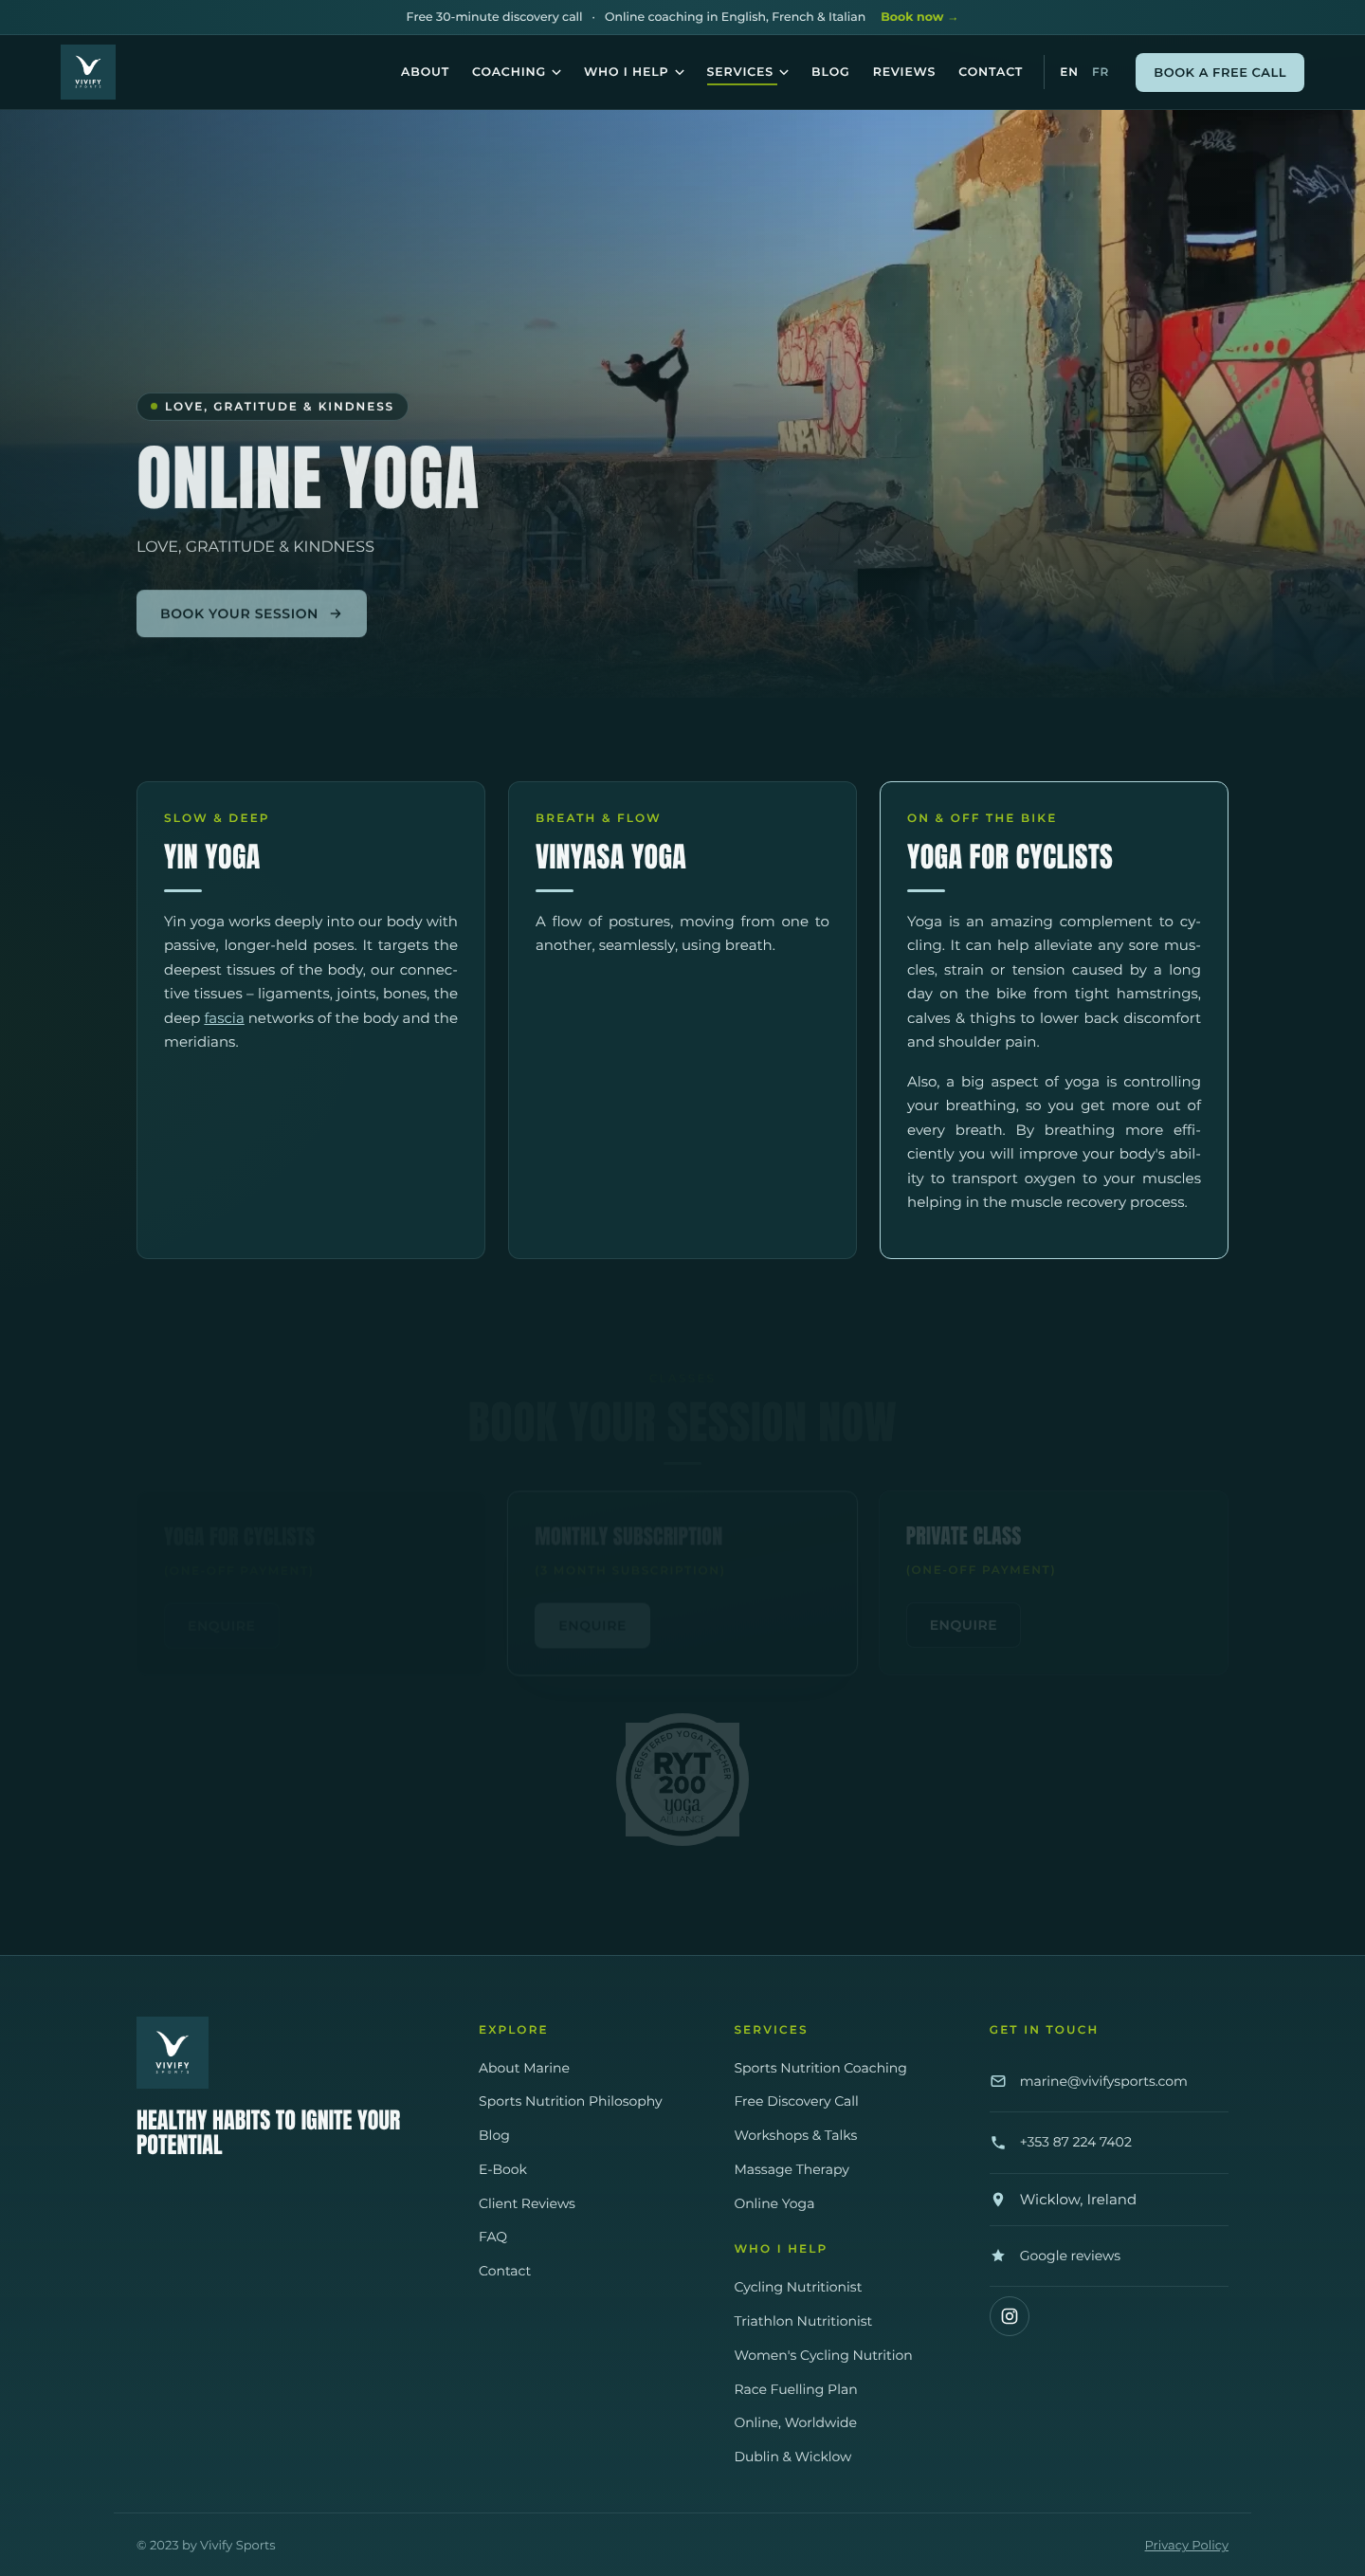 Free 30-minute discovery call · Online coaching in English, French & Italian Book now →
VIVIFY
SPORTS
ABOUT COACHING WHO I HELP SERVICES BLOG REVIEWS CONTACT EN FR BOOK A FREE CALL
LOVE, GRATITUDE & KINDNESS
ONLINE YOGA
LOVE, GRATITUDE & KINDNESS
BOOK YOUR SESSION →
SLOW & DEEP
YIN YOGA
Yin yoga works deeply into our body with
passive, longer-held poses. It targets the
deepest tissues of the body, our connec-
tive tissues – ligaments, joints, bones, the
deep fascia networks of the body and the
meridians.
BREATH & FLOW
VINYASA YOGA
A flow of postures, moving from one to
another, seamlessly, using breath.
ON & OFF THE BIKE
YOGA FOR CYCLISTS
Yoga is an amazing complement to cy-
cling. It can help alleviate any sore mus-
cles, strain or tension caused by a long
day on the bike from tight hamstrings,
calves & thighs to lower back discomfort
and shoulder pain.
Also, a big aspect of yoga is controlling
your breathing, so you get more out of
every breath. By breathing more effi-
ciently you will improve your body's abil-
ity to transport oxygen to your muscles
helping in the muscle recovery process.
BOOK YOUR SESSION NOW
YOGA FOR CYCLISTS
(ONE-OFF PAYMENT)
ENQUIRE
MONTHLY SUBSCRIPTION
(3 MONTH SUBSCRIPTION)
ENQUIRE
PRIVATE CLASS
(ONE-OFF PAYMENT)
ENQUIRE
REGISTERED YOGA TEACHER
RYT
200
yoga
ALLIANCE
VIVIFY
SPORTS
HEALTHY HABITS TO IGNITE YOUR
POTENTIAL
EXPLORE
About Marine
Sports Nutrition Philosophy
Blog
E-Book
Client Reviews
FAQ
Contact
SERVICES
Sports Nutrition Coaching
Free Discovery Call
Workshops & Talks
Massage Therapy
Online Yoga
WHO I HELP
Cycling Nutritionist
Triathlon Nutritionist
Women's Cycling Nutrition
Race Fuelling Plan
Online, Worldwide
Dublin & Wicklow
GET IN TOUCH
marine@vivifysports.com
+353 87 224 7402
Wicklow, Ireland
Google reviews
© 2023 by Vivify Sports
Privacy Policy